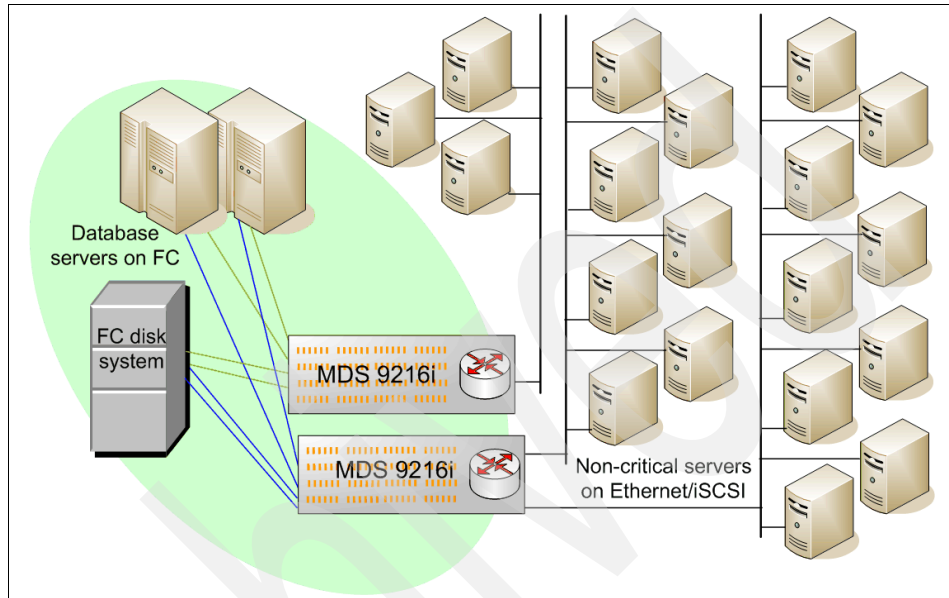 Database
servers on FC
FC disk
system
MDS 9216i
MDS 9216i
Non-critical servers
on Ethernet/iSCSI